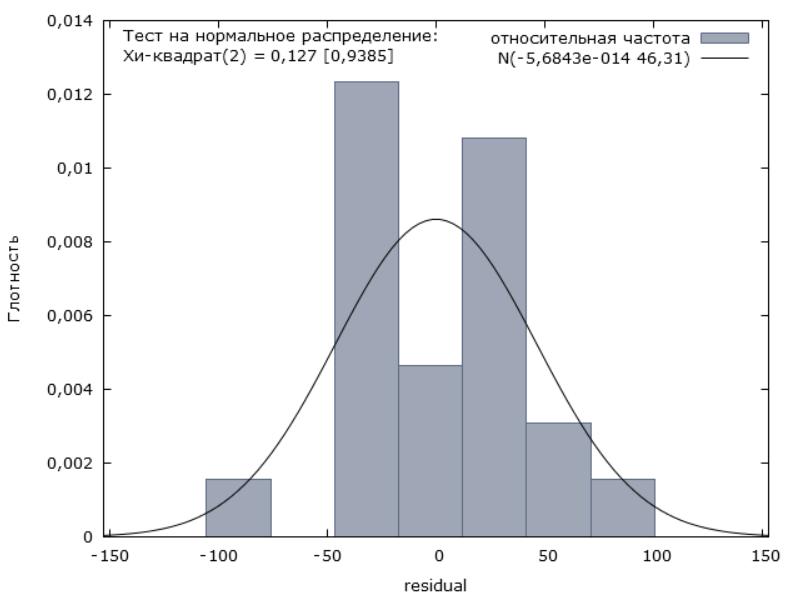 0,014
0,012
0,01
0,008
0,006
0,004
0,002
0
Глотность
Тест на нормальное распределение:
Хи-квадрат(2) = 0,127 [0,9385]
относительная частота
N(-5,6843e-014 46,31)
-150 -100 -50 0 50 100 150
residual